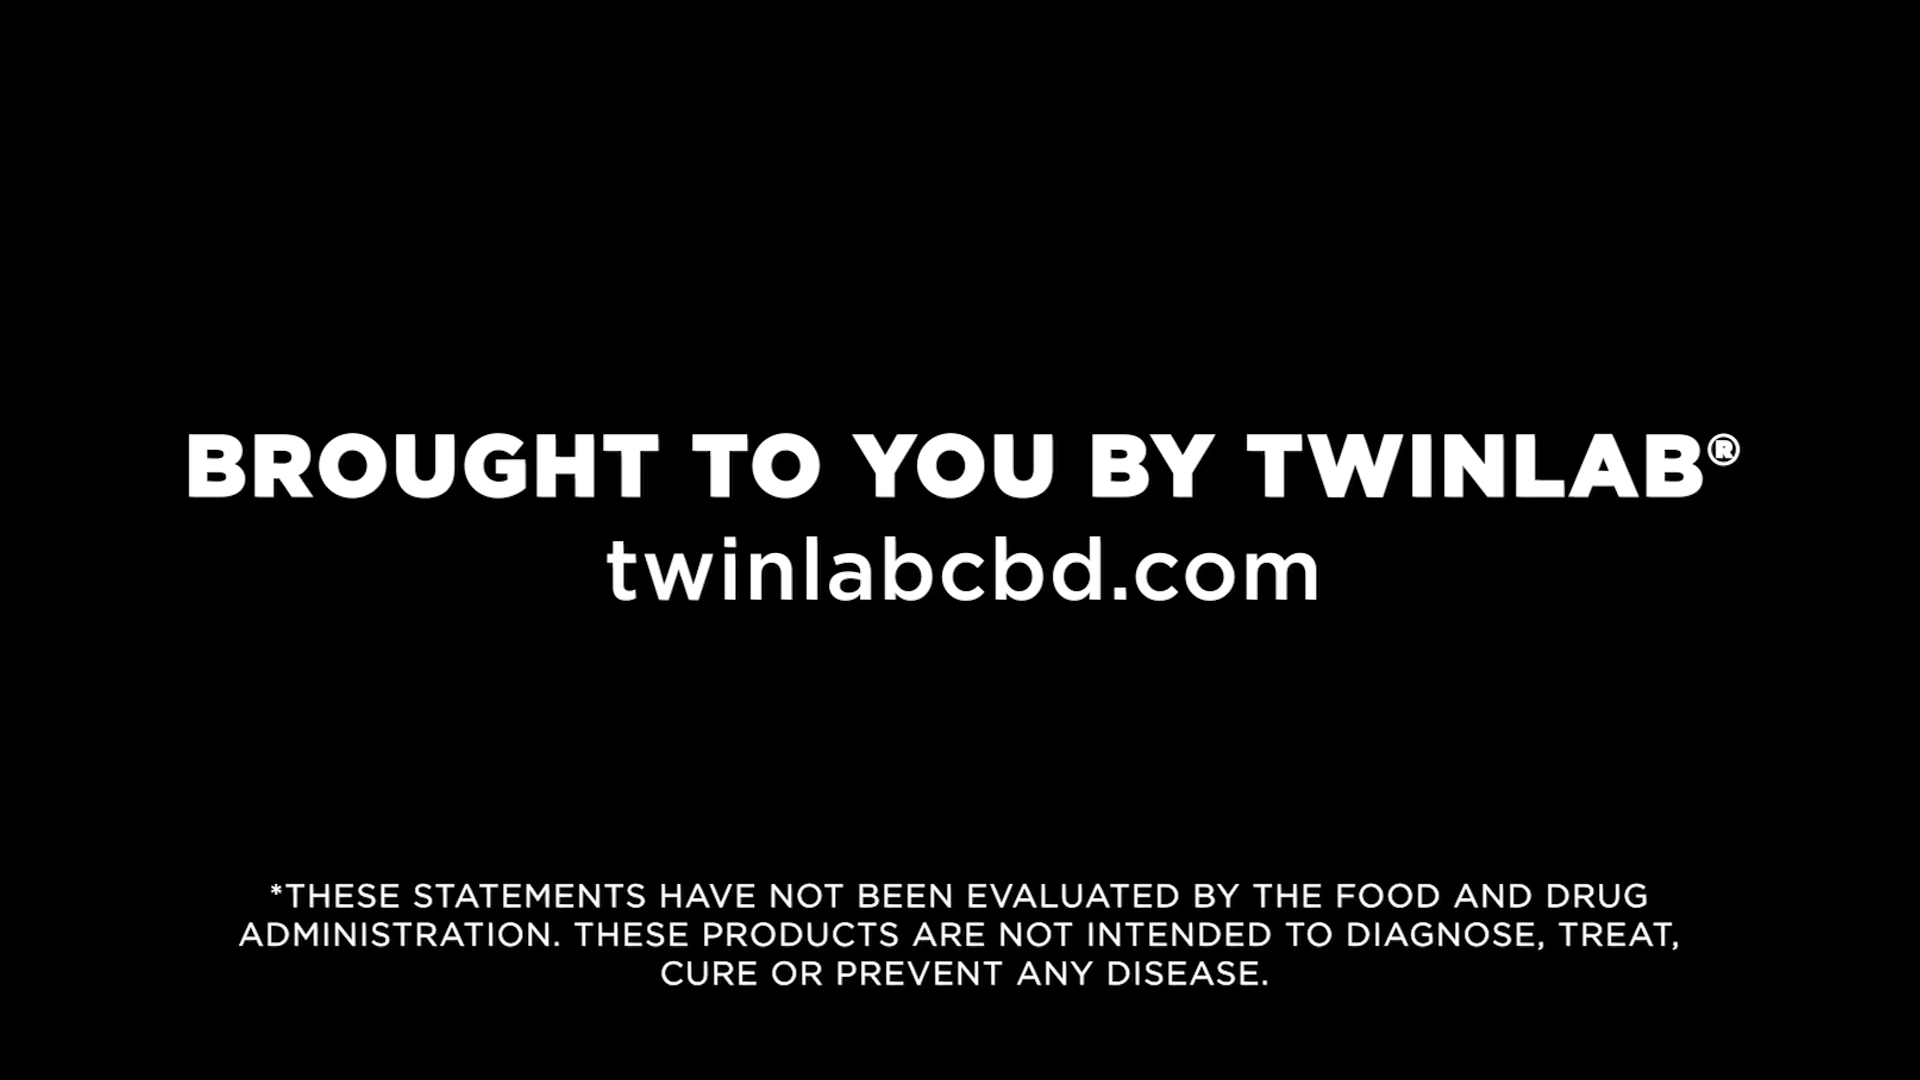 BROUGHT TO YOU BY TWINLAB®
twinlabcbd.com
*THESE STATEMENTS HAVE NOT BEEN EVALUATED BY THE FOOD AND DRUG
ADMINISTRATION. THESE PRODUCTS ARE NOT INTENDED TO DIAGNOSE, TREAT,
CURE OR PREVENT ANY DISEASE.